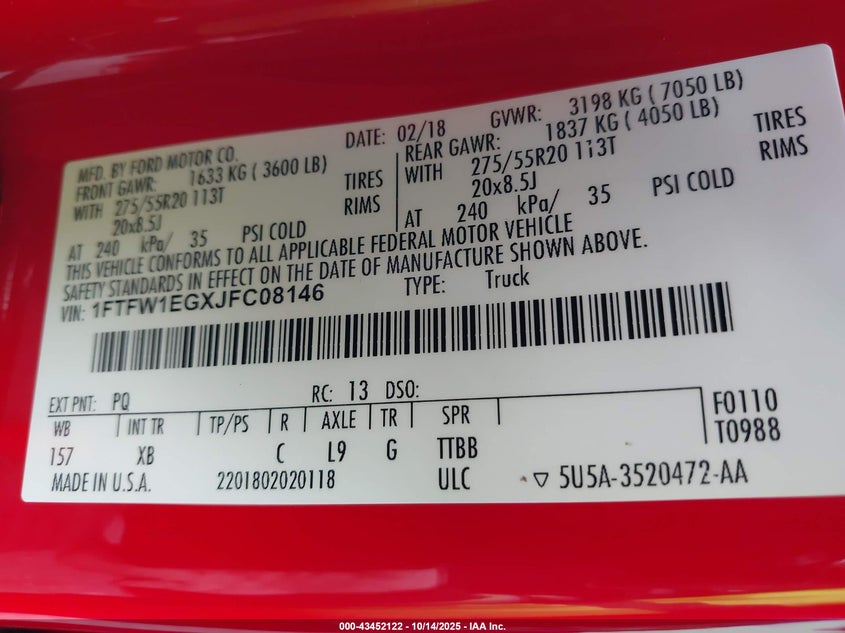 MFD. BY FORD MOTOR CO. DATE: 02/18 GVWR: 3198 KG ( 7050 LB)
FRONT GAWR: 1633 KG ( 3600 LB) REAR GAWR: 1837 KG ( 4050 LB)
WITH 275/55R20 113T TIRES WITH 275/55R20 113T TIRES
20x8.5J RIMS 20x8.5J RIMS
AT 240 kPa/ 35 PSI COLD AT 240 kPa/ 35 PSI COLD
THIS VEHICLE CONFORMS TO ALL APPLICABLE FEDERAL MOTOR VEHICLE
SAFETY STANDARDS IN EFFECT ON THE DATE OF MANUFACTURE SHOWN ABOVE.
VIN: 1FTFW1EGXJFC08146 TYPE: Truck
EXT PNT: PQ RC: 13 DSO:
WB INT TR TP/PS R AXLE TR SPR F0110
157 XB C L9 G TTBB T0988
MADE IN U.S.A. 2201802020118 ULC ▽ 5U5A-3520472-AA
000-43452122 - 10/14/2025 - IAA Inc.